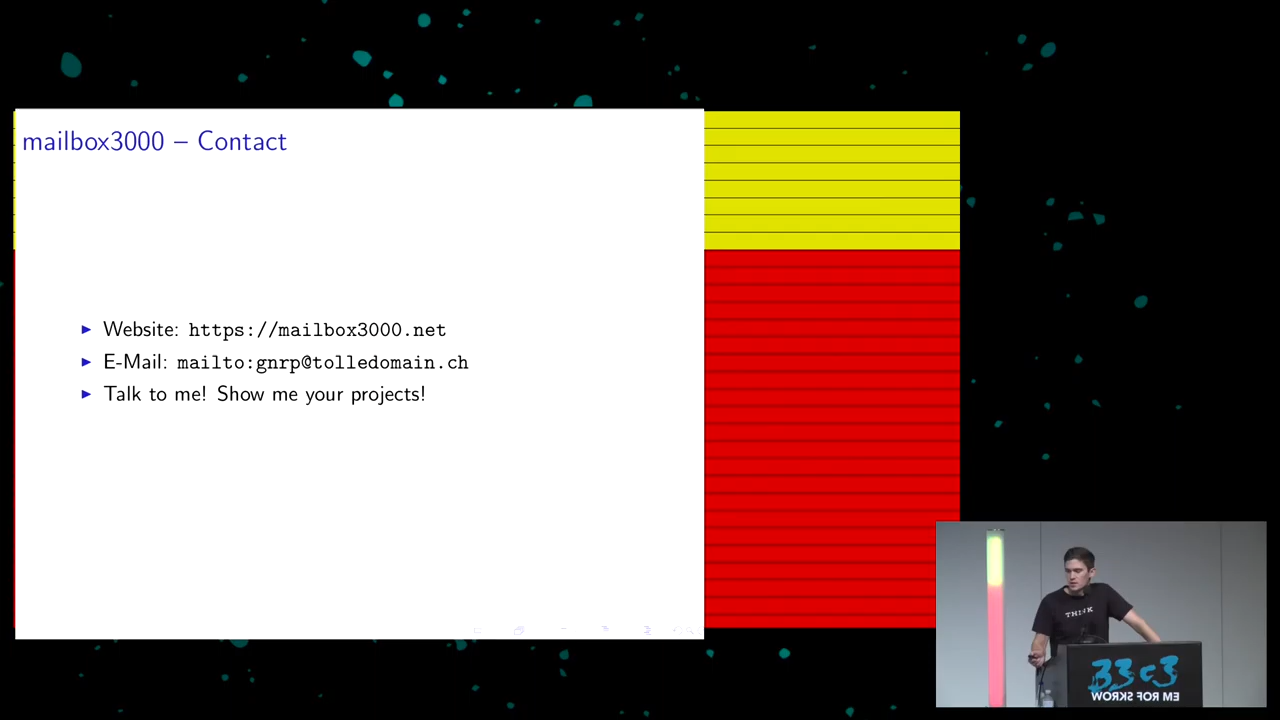 mailbox3000 – Contact
Website: https://mailbox3000.net
E-Mail: mailto:gnrp@tolledomain.ch
Talk to me! Show me your projects!
THINK
33c3
WORKS FOR ME